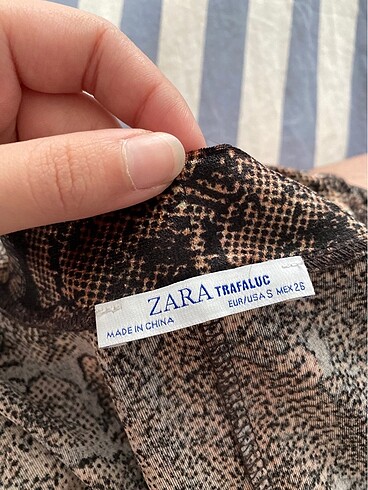 ZARA TRAFALUC
EUR/USA S MEX 26
MADE IN CHINA